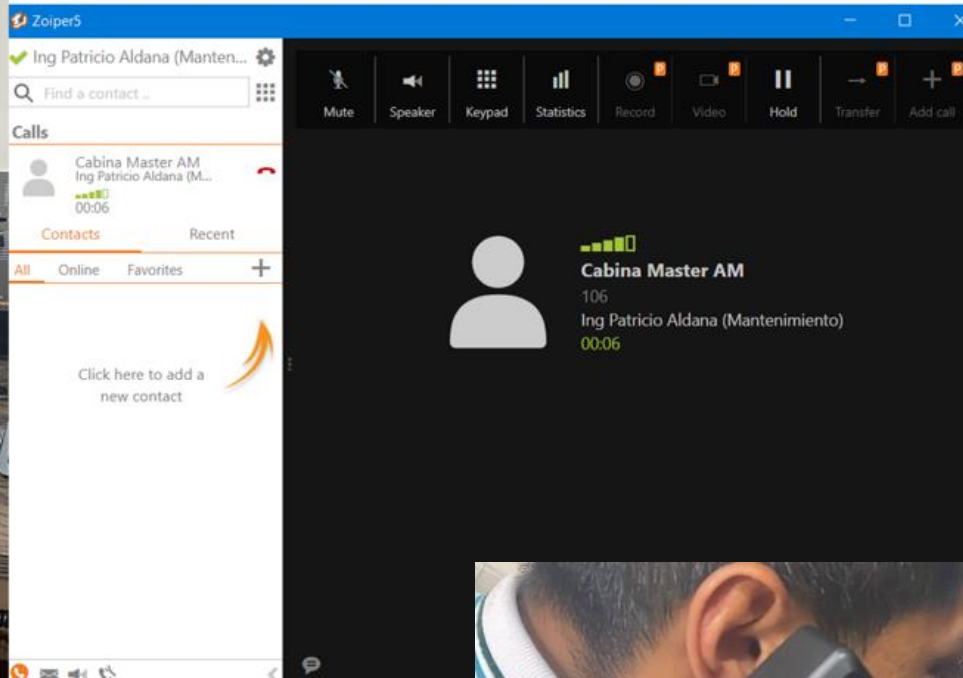 Zoiper5
Ing Patricio Aldana (Manten...
Find a contact ..
Calls
Cabina Master AM
Ing Patricio Aldana (M...
00:06
Contacts Recent
All Online Favorites
Click here to add a
new contact
Mute Speaker Keypad Statistics Record Video Hold Transfer Add call
P P P P
Cabina Master AM
106
Ing Patricio Aldana (Mantenimiento)
00:06